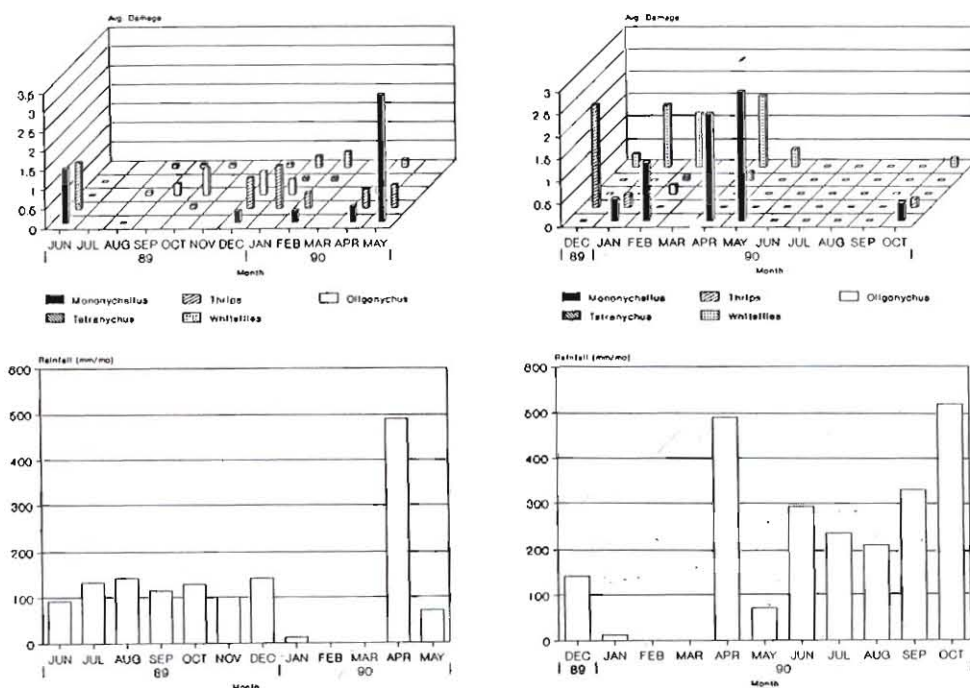 Avg. Damage
3.5
3
2.5
2
1.5
1
0.5
0
JUN JUL AUG SEP OCT NOV DEC JAN FEB MAR APR MAY
89 90
Month
Mononychellus Thrips Oligonychus
Tetranychus Whiteflies
Avg. Damage
3
2.5
2
1.5
1
0.5
0
DEC JAN FEB MAR APR MAY JUN JUL AUG SEP OCT
89 90
Month
Mononychellus Thrips Oligonychus
Tetranychus Whiteflies
Rainfall (mm/mo)
600
500
400
300
200
100
0
JUN JUL AUG SEP OCT NOV DEC JAN FEB MAR APR MAY
89 90
Month
Rainfall (mm/mo)
600
500
400
300
200
100
0
DEC JAN FEB MAR APR MAY JUN JUL AUG SEP OCT
89 90
Month